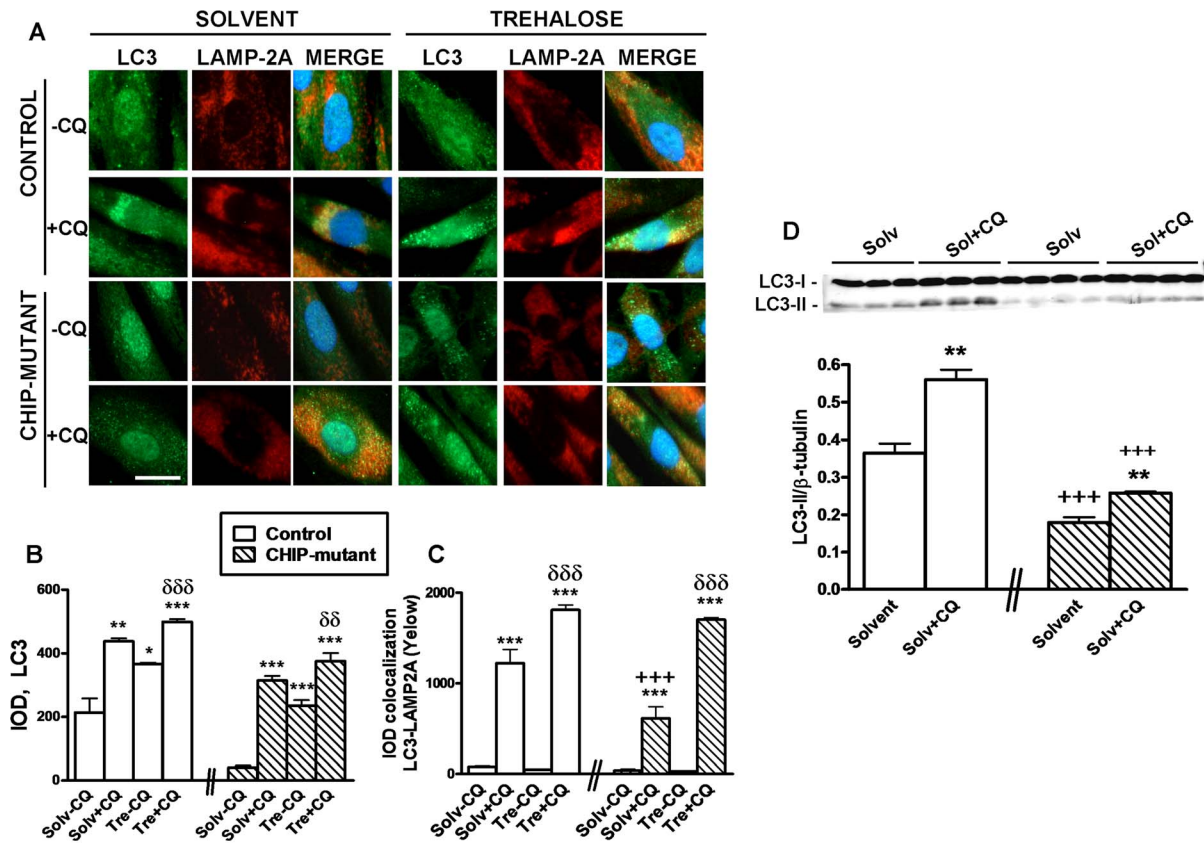 A
SOLVENT TREHALOSE
LC3 LAMP-2A MERGE LC3 LAMP-2A MERGE
CONTROL
-CQ
+CQ
CHIP-MUTANT
-CQ
+CQ
B
Control
CHIP-mutant
IOD, LC3
600
400
200
0
** * δδδ *** *** *** δδ ***
Solv-CQ Solv+CQ Tre-CQ Tre+CQ Solv-CQ Solv+CQ Tre-CQ Tre+CQ
C
IOD colocalization
LC3-LAMP2A (Yelow)
2000
1000
0
*** δδδ *** +++ *** δδδ ***
Solv-CQ Solv+CQ Tre-CQ Tre+CQ Solv-CQ Solv+CQ Tre-CQ Tre+CQ
D
Solv Sol+CQ Solv Sol+CQ
LC3-I -
LC3-II -
LC3-II/β-tubulin
0.6
0.5
0.4
0.3
0.2
0.1
0.0
** +++ +++ **
Solvent Solv+CQ Solvent Solv+CQ